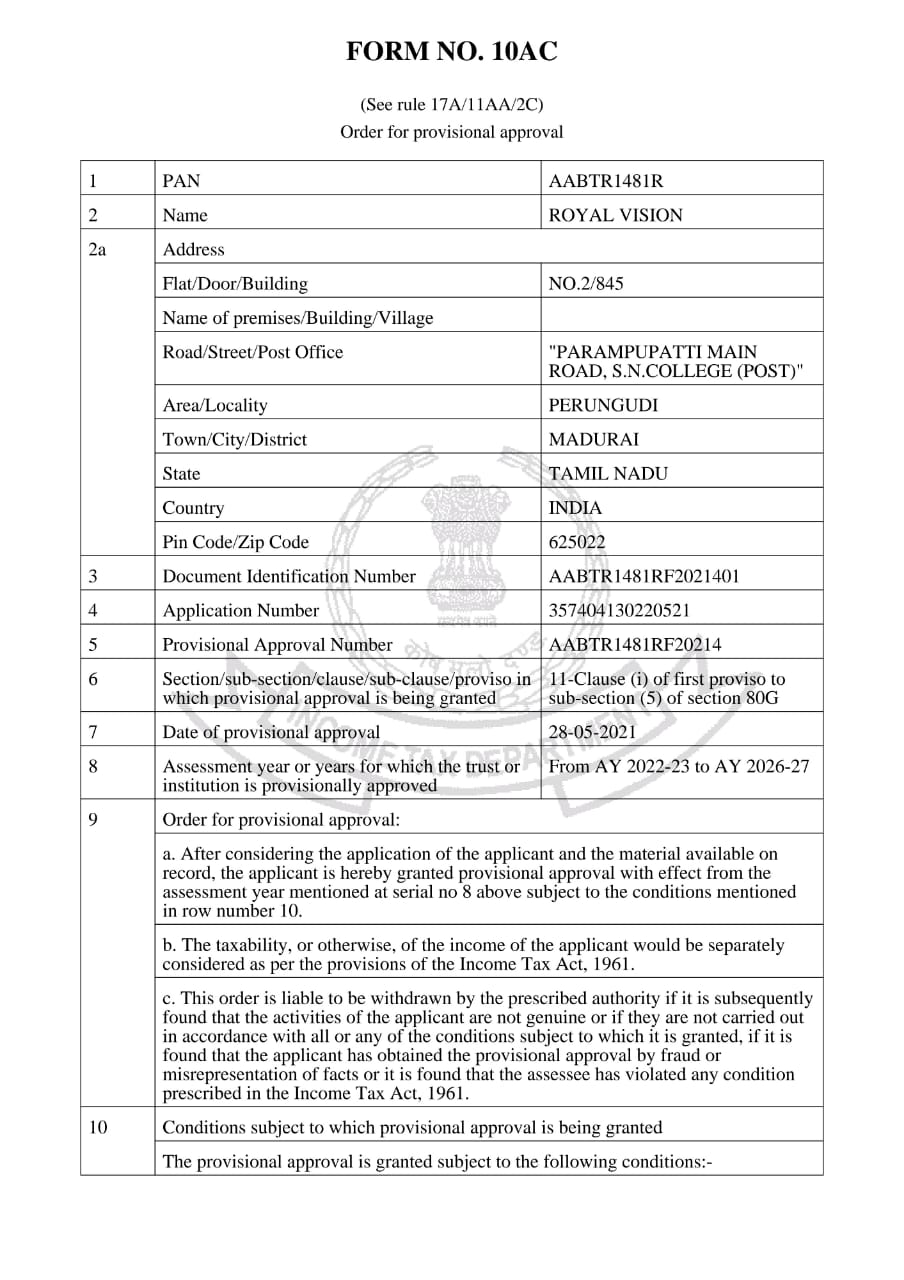 FORM NO. 10AC
(See rule 17A/11AA/2C)
Order for provisional approval
1 PAN AABTR1481R
2 Name ROYAL VISION
2a Address
Flat/Door/Building NO.2/845
Name of premises/Building/Village
Road/Street/Post Office "PARAMPUPATTI MAIN
ROAD, S.N.COLLEGE (POST)"
Area/Locality PERUNGUDI
Town/City/District MADURAI
State TAMIL NADU
Country INDIA
Pin Code/Zip Code 625022
3 Document Identification Number AABTR1481RF2021401
4 Application Number 357404130220521
5 Provisional Approval Number AABTR1481RF20214
6 Section/sub-section/clause/sub-clause/proviso in 11-Clause (i) of first proviso to
which provisional approval is being granted sub-section (5) of section 80G
7 Date of provisional approval 28-05-2021
8 Assessment year or years for which the trust or From AY 2022-23 to AY 2026-27
institution is provisionally approved
9 Order for provisional approval:
a. After considering the application of the applicant and the material available on
record, the applicant is hereby granted provisional approval with effect from the
assessment year mentioned at serial no 8 above subject to the conditions mentioned
in row number 10.
b. The taxability, or otherwise, of the income of the applicant would be separately
considered as per the provisions of the Income Tax Act, 1961.
c. This order is liable to be withdrawn by the prescribed authority if it is subsequently
found that the activities of the applicant are not genuine or if they are not carried out
in accordance with all or any of the conditions subject to which it is granted, if it is
found that the applicant has obtained the provisional approval by fraud or
misrepresentation of facts or it is found that the assessee has violated any condition
prescribed in the Income Tax Act, 1961.
10 Conditions subject to which provisional approval is being granted
The provisional approval is granted subject to the following conditions:-
सत्यमेव जयते
कोष मूलो दण्ड
INCOME TAX DEPARTMENT